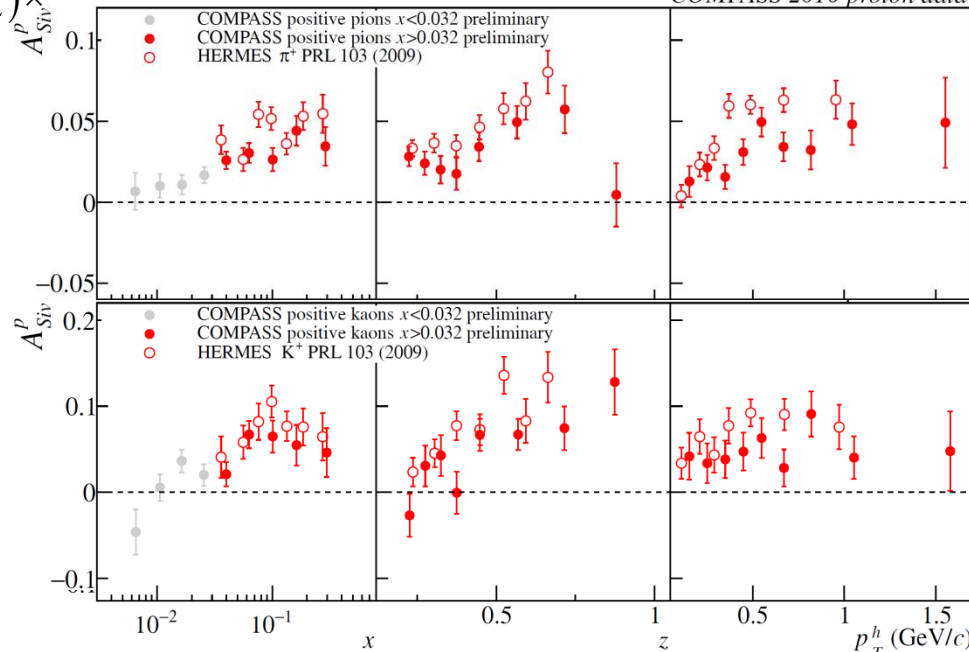 COMPASS 2010 proton data
A^p_Siv
0.1
COMPASS positive pions x<0.032 preliminary
COMPASS positive pions x>0.032 preliminary
HERMES π⁺ PRL 103 (2009)
0.05
0
−0.05
A^p_Siv
0.2
COMPASS positive kaons x<0.032 preliminary
COMPASS positive kaons x>0.032 preliminary
HERMES K⁺ PRL 103 (2009)
0.1
0
−0.1
10⁻² 10⁻¹ 0.5 1 0.5 1 1.5
x z p_T^h (GeV/c)